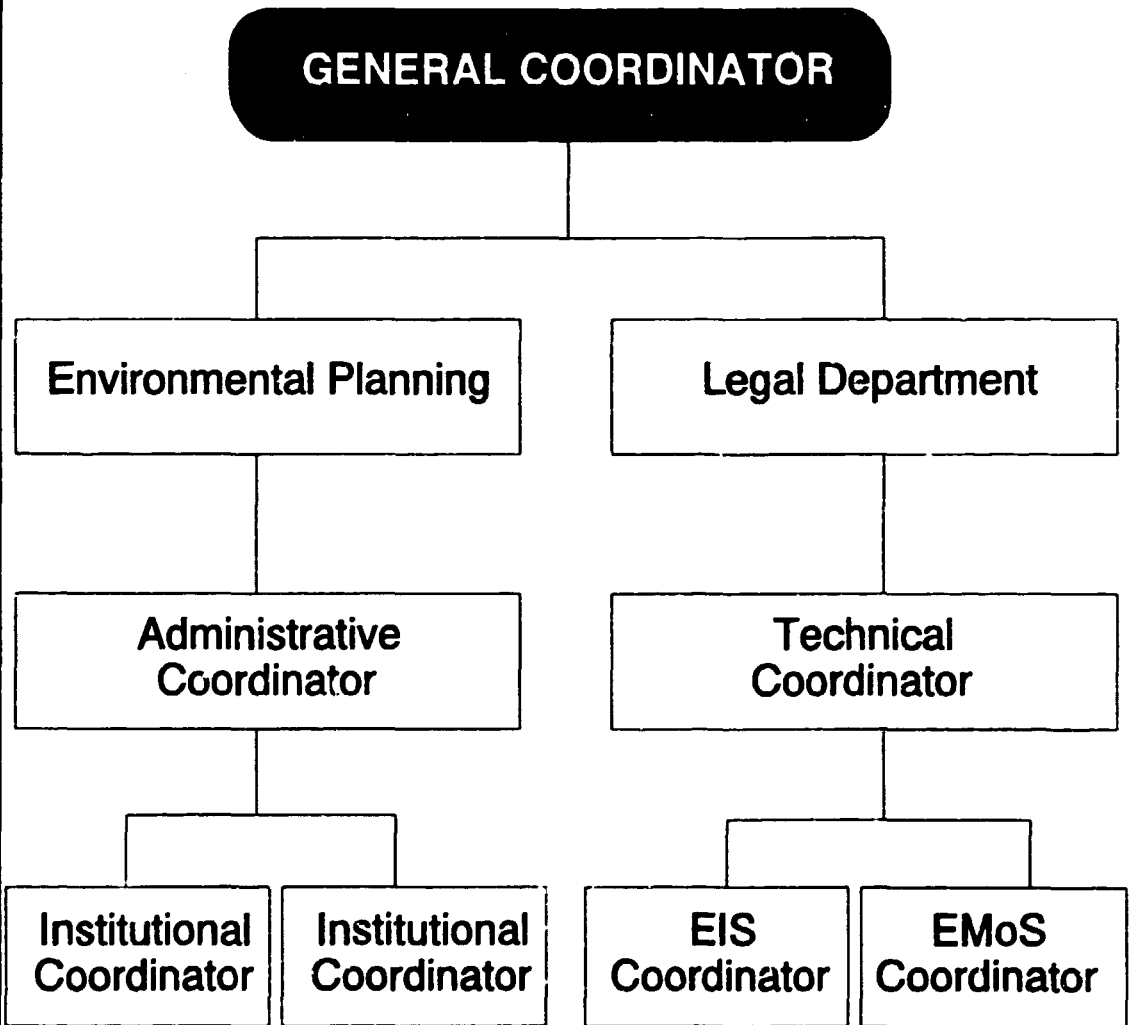 GENERAL COORDINATOR
Environmental Planning
Legal Department
Administrative
Coordinator
Technical
Coordinator
Institutional
Coordinator
Institutional
Coordinator
EIS
Coordinator
EMoS
Coordinator